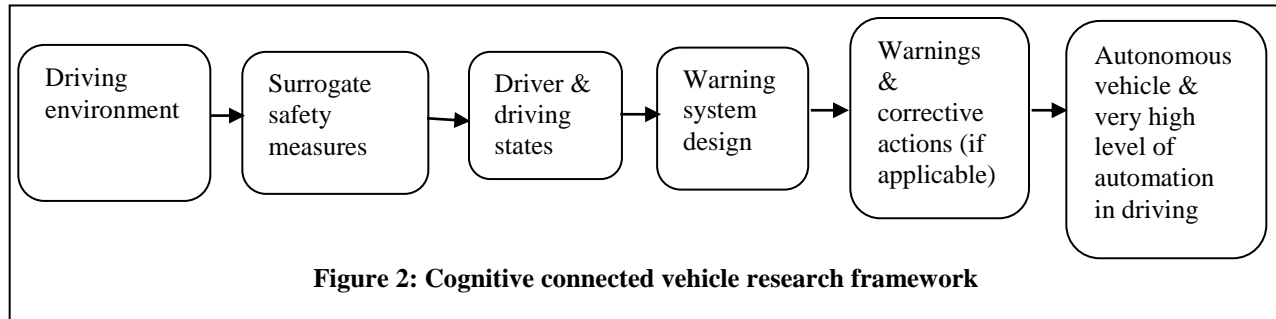 Driving
environment
Surrogate
safety
measures
Driver &
driving
states
Warning
system
design
Warnings
&
corrective
actions (if
applicable)
Autonomous
vehicle &
very high
level of
automation
in driving
Figure 2: Cognitive connected vehicle research framework